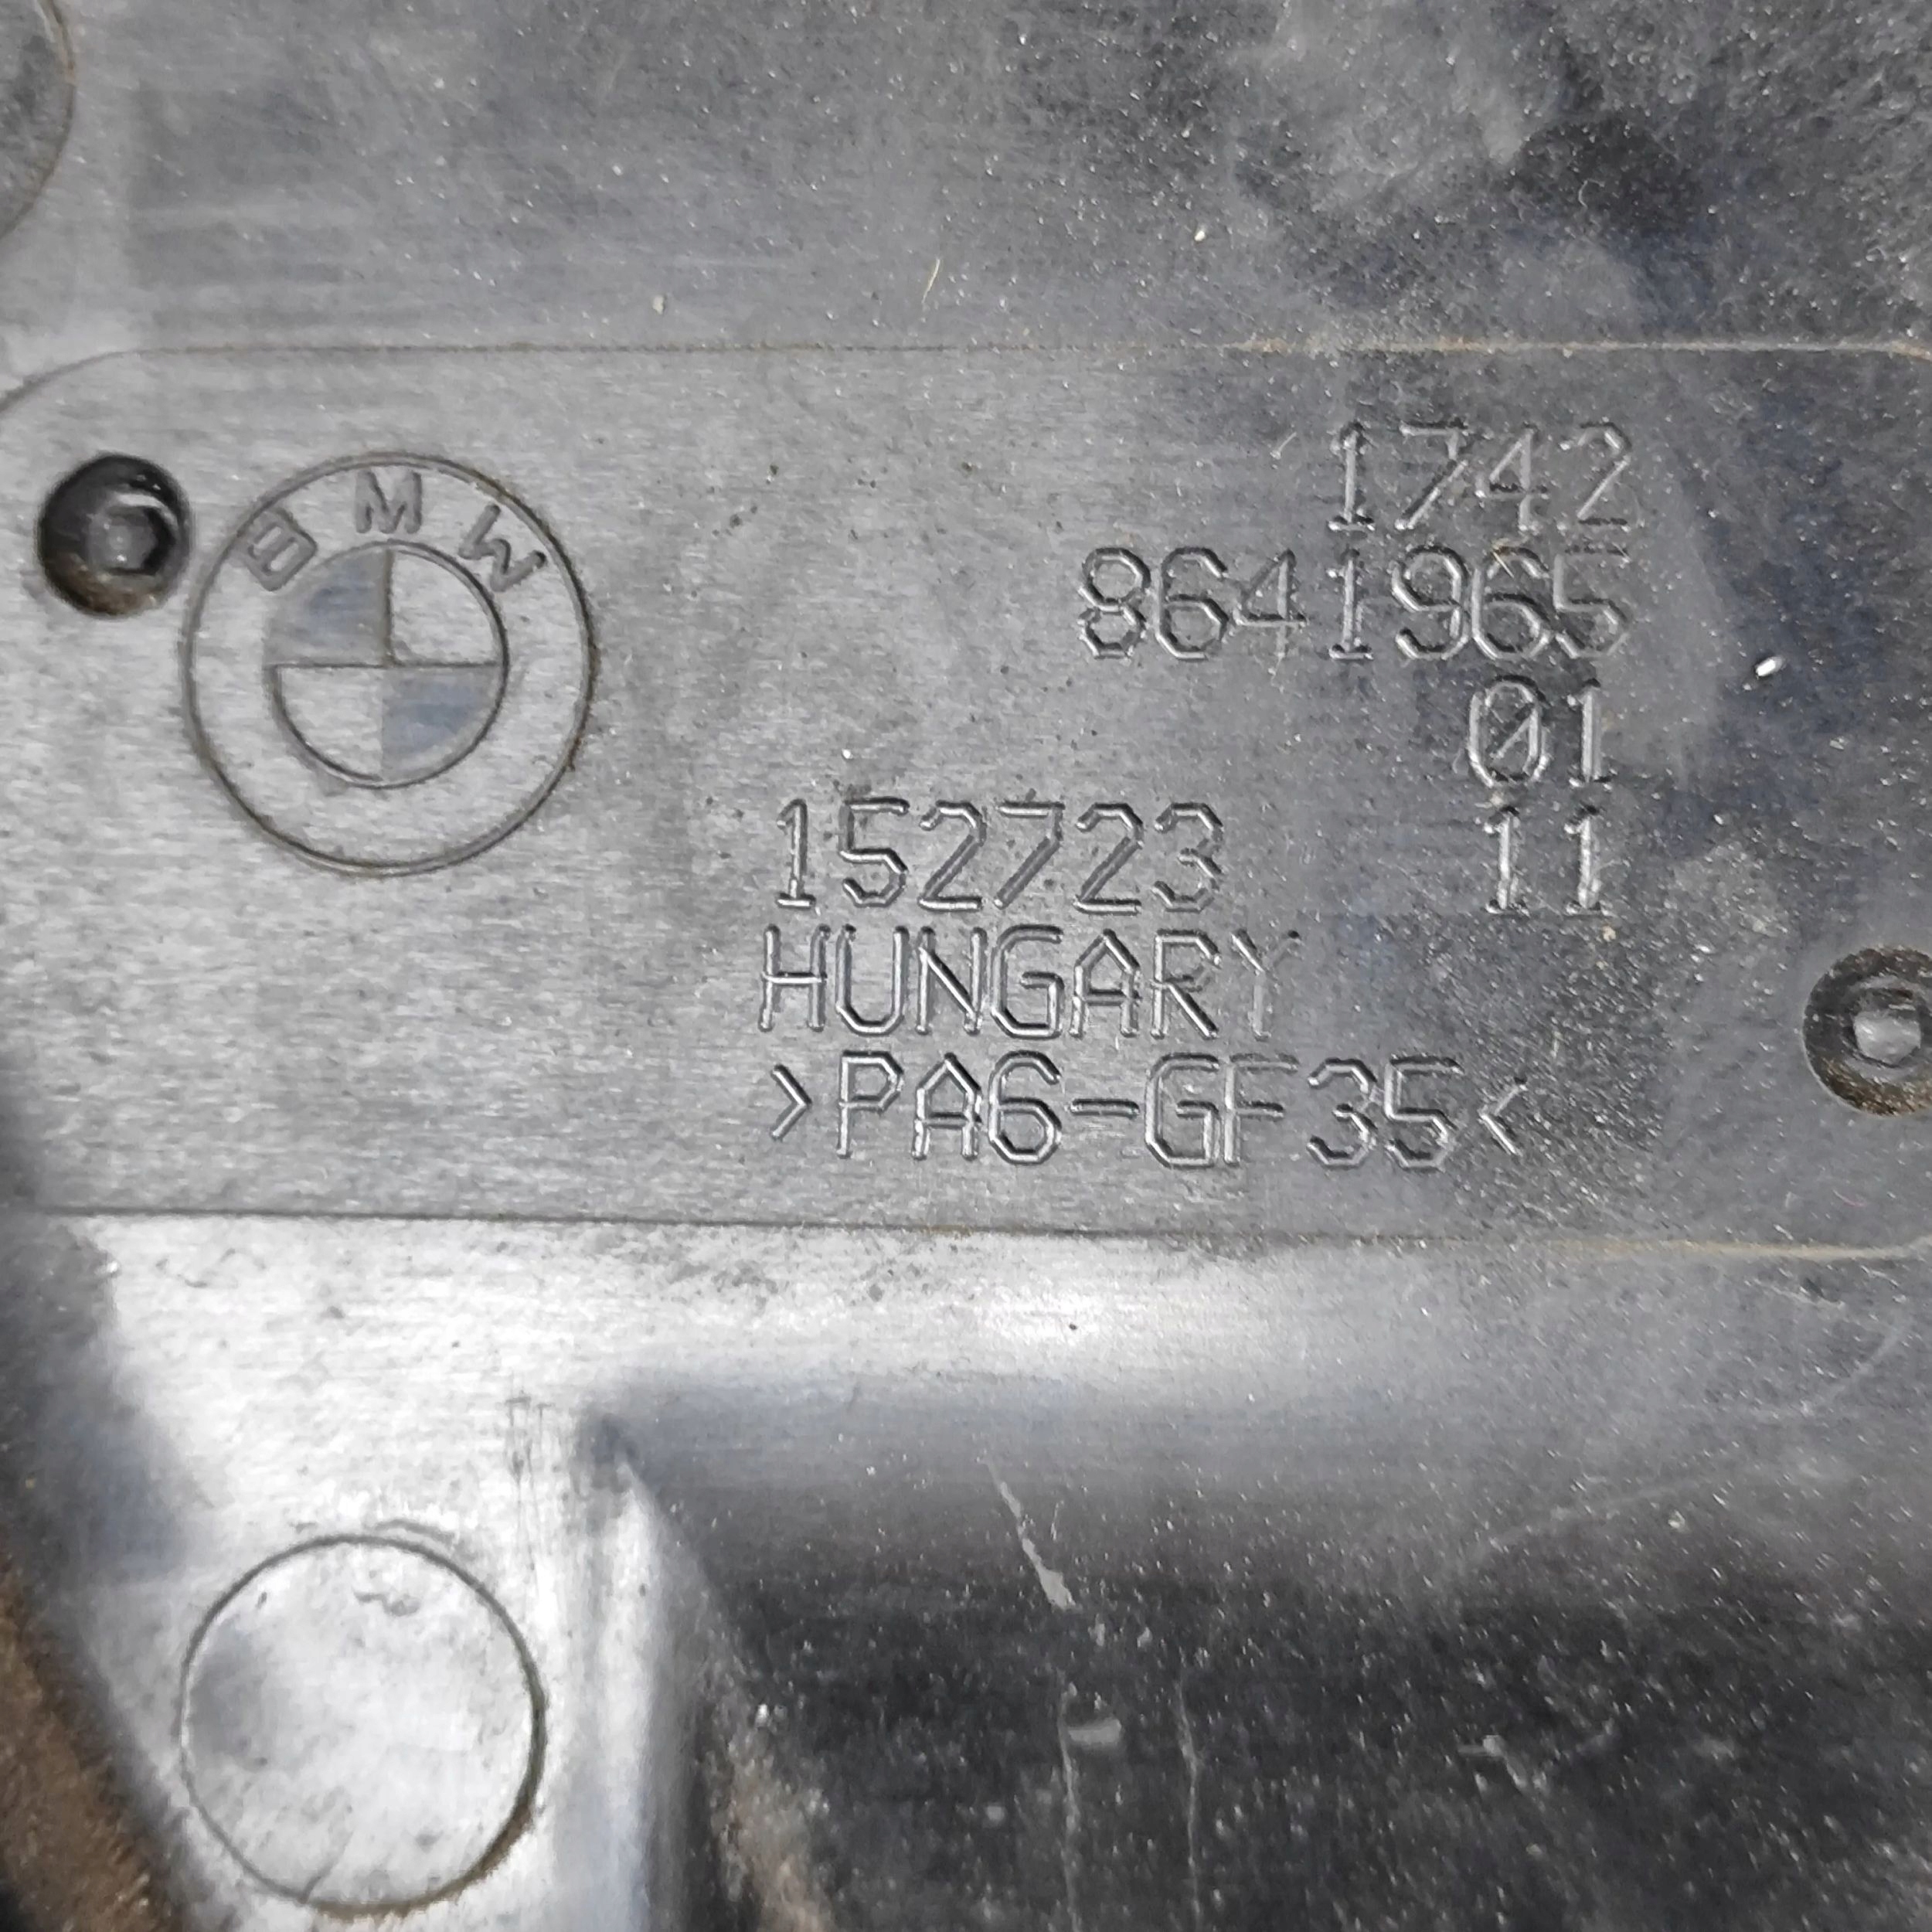 BMW
1742
8641965
01
11
152723
HUNGARY
>PA6-GF35<